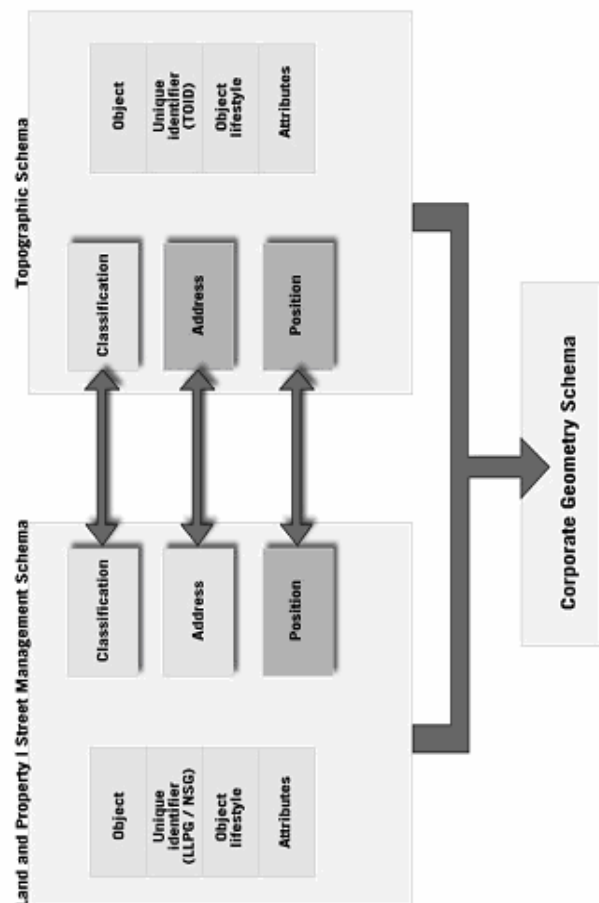 Land and Property | Street Management Schema
Object
Unique
identifier
(LLPG / NSG)
Object
lifestyle
Attributes
Classification
Address
Position
Topographic Schema
Classification
Address
Position
Object
Unique
identifier
(TOID)
Object
lifestyle
Attributes
Corporate Geometry Schema